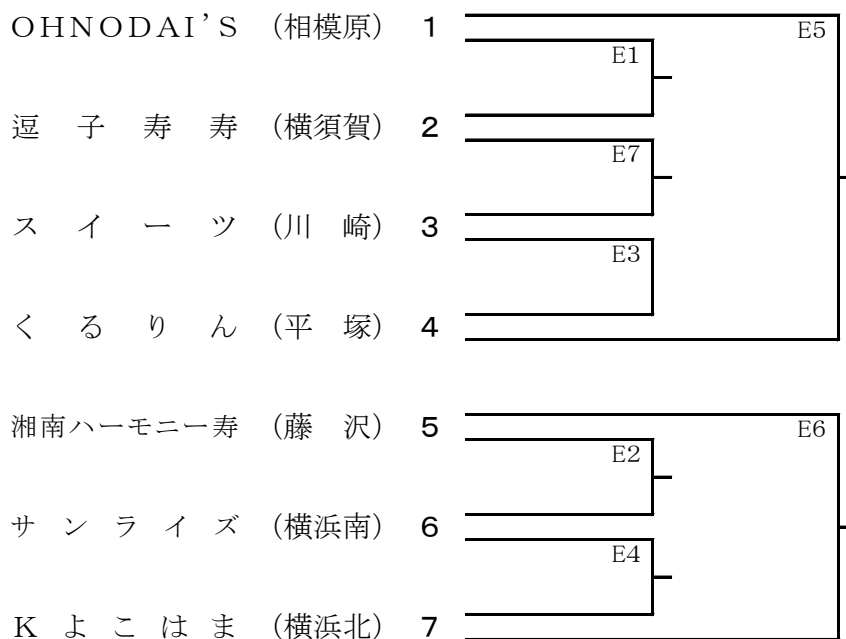 OHNODAI'S (相模原) 1
E5
E1
逗子寿寿 (横須賀) 2
E7
スイーツ (川崎) 3
E3
くるりん (平塚) 4
湘南ハーモニー寿 (藤沢) 5
E6
E2
サンライズ (横浜南) 6
E4
Kよこはま (横浜北) 7